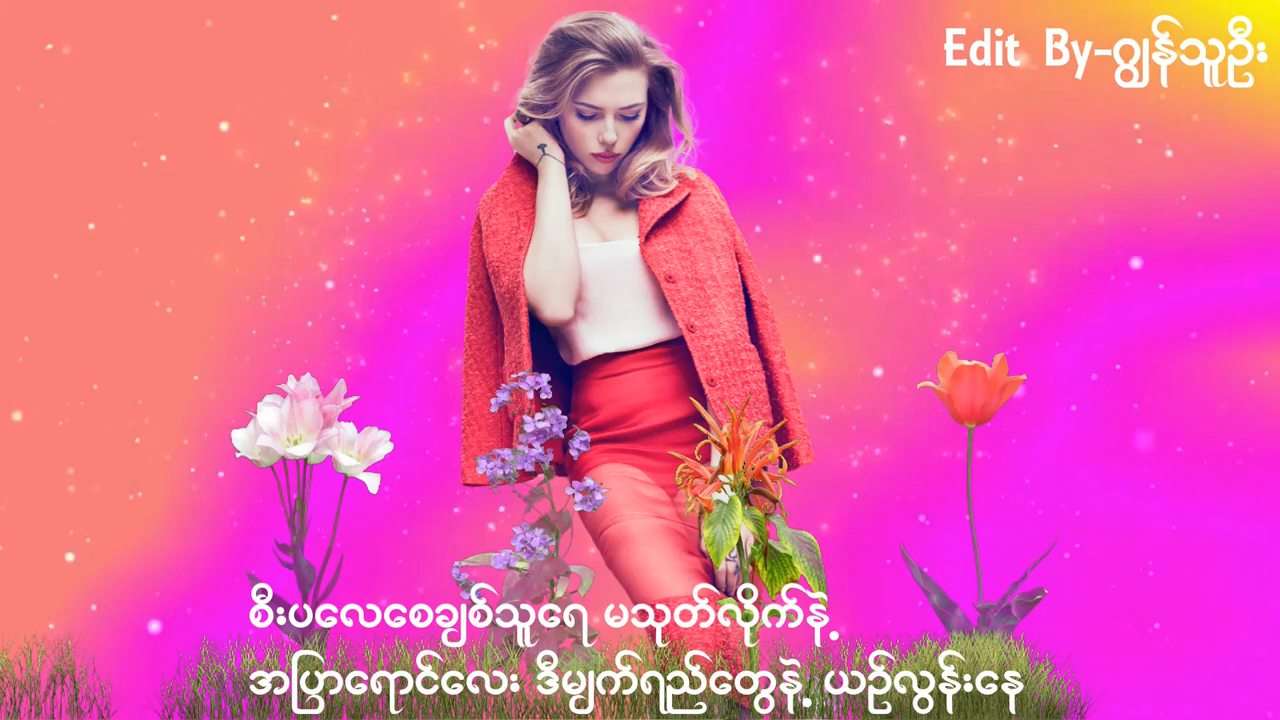 Edit By-ဂျွန်သူဦး
စီးပလေစေချစ်သူရေ မသုတ်လိုက်နဲ့
အပြာရောင်လေး ဒီမျက်ရည်တွေနဲ့ ယဉ်လွန်းနေ